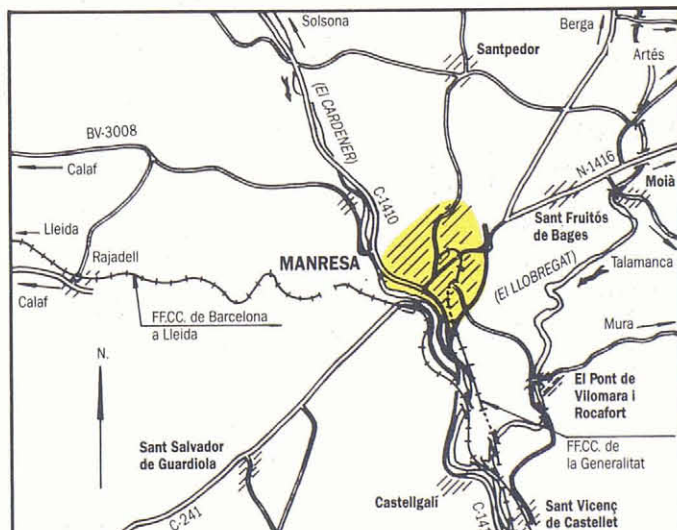 Solsona
Berga
Santpedor
Artés
(El CARDENER)
BV-3008
Calaf
C-1410
N-1416
Moià
Lleida
Sant Fruitós
de Bages
Rajadell
MANRESA
(El LLOBREGAT)
Talamanca
Calaf
FF.CC. de Barcelona
a Lleida
Mura
N.
El Pont de
Vilomara i
Rocafort
Sant Salvador
de Guardiola
FF.CC. de
la Generalitat
C-241
Castellgalí
Sant Vicenç
de Castellet